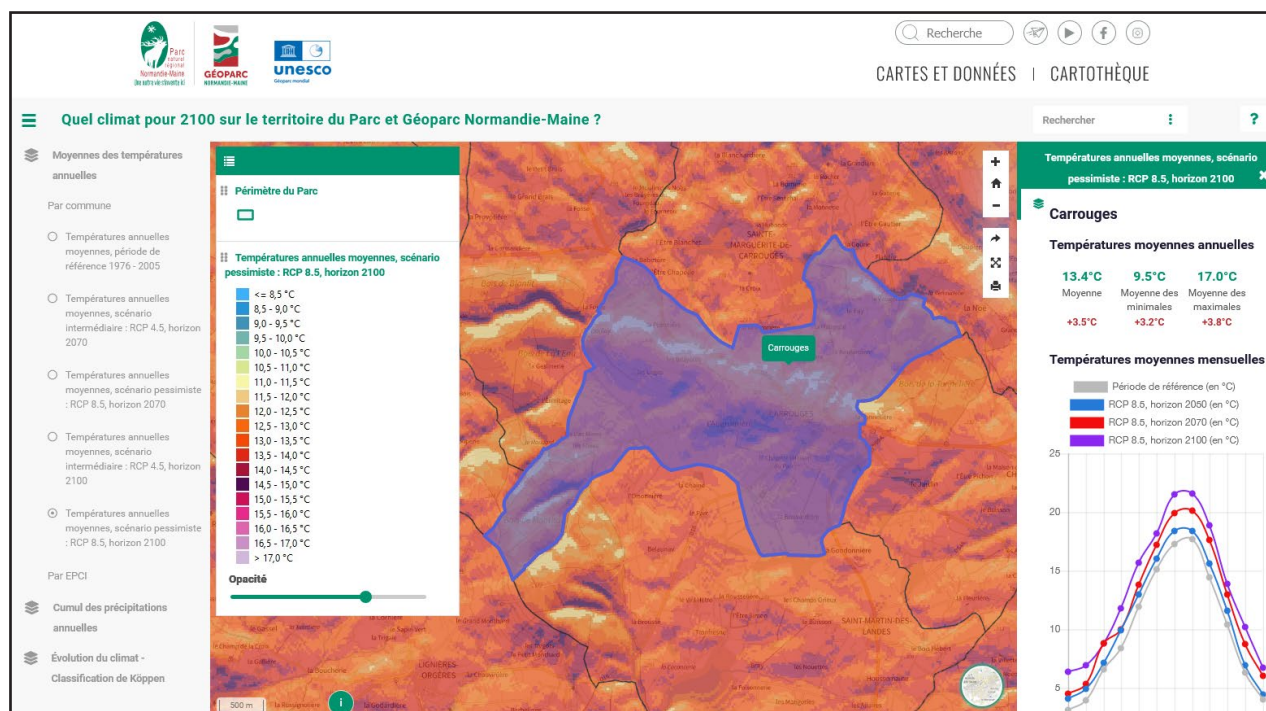 Parc
naturel
régional
Normandie-Maine
Une autre vie s'invente ici
GÉOPARC
NORMANDIE-MAINE
unesco
Géoparc mondial
Recherche
CARTES ET DONNÉES | CARTOTHÈQUE
Quel climat pour 2100 sur le territoire du Parc et Géoparc Normandie-Maine ?
Rechercher
?
Moyennes des températures
annuelles
Par commune
Températures annuelles
moyennes, période de
référence 1976 - 2005
Températures annuelles
moyennes, scénario
intermédiaire : RCP 4.5, horizon
2070
Températures annuelles
moyennes, scénario pessimiste
: RCP 8.5, horizon 2070
Températures annuelles
moyennes, scénario
intermédiaire : RCP 4.5, horizon
2100
Températures annuelles
moyennes, scénario pessimiste
: RCP 8.5, horizon 2100
Par EPCI
Cumul des précipitations
annuelles
Évolution du climat -
Classification de Köppen
Périmètre du Parc
Températures annuelles moyennes, scénario
pessimiste : RCP 8.5, horizon 2100
<= 8,5 °C
8,5 - 9,0 °C
9,0 - 9,5 °C
9,5 - 10,0 °C
10,0 - 10,5 °C
10,5 - 11,0 °C
11,0 - 11,5 °C
11,5 - 12,0 °C
12,0 - 12,5 °C
12,5 - 13,0 °C
13,0 - 13,5 °C
13,5 - 14,0 °C
14,0 - 14,5 °C
14,5 - 15,0 °C
15,0 - 15,5 °C
15,5 - 16,0 °C
16,0 - 16,5 °C
16,5 - 17,0 °C
> 17,0 °C
Opacité
SAINTE-
MARGUERITE-DE-
CARROUGES
Carrouges
CARROUGES
SAINT-MARTIN-DES-
LANDES
LIGNIÈRES
ORGÈRES
500 m
i
+
-
Températures annuelles moyennes, scénario
pessimiste : RCP 8.5, horizon 2100
Carrouges
Températures moyennes annuelles
13.4°C 9.5°C 17.0°C
Moyenne Moyenne des Moyenne des
minimales maximales
+3.5°C +3.2°C +3.8°C
Températures moyennes mensuelles
Période de référence (en °C)
RCP 8.5, horizon 2050 (en °C)
RCP 8.5, horizon 2070 (en °C)
RCP 8.5, horizon 2100 (en °C)
25
20
15
10
5